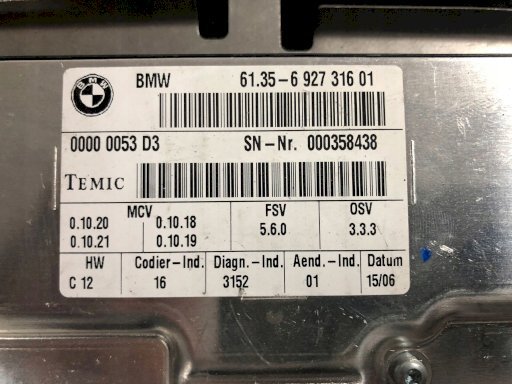 BMW
BMW 61.35-6 927 316 01
0000 0053 D3 SN-Nr. 000358438
TEMIC
MCV FSV OSV
0.10.20 0.10.18 5.6.0 3.3.3
0.10.21 0.10.19
HW Codier-Ind. Diagn.-Ind. Aend.-Ind. Datum
C 12 16 3152 01 15/06